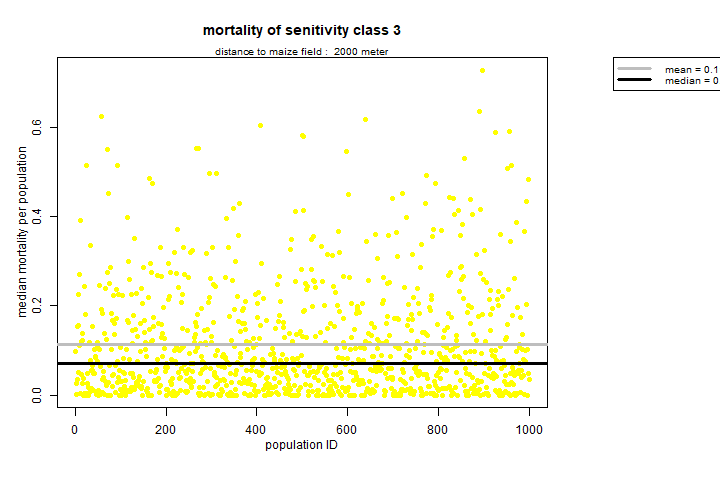 mortality of senitivity class 3
distance to maize field :  2000 meter
mean = 0.1
median = 0
median mortality per population
0.6
0.4
0.2
0.0
0 200 400 600 800 1000
population ID